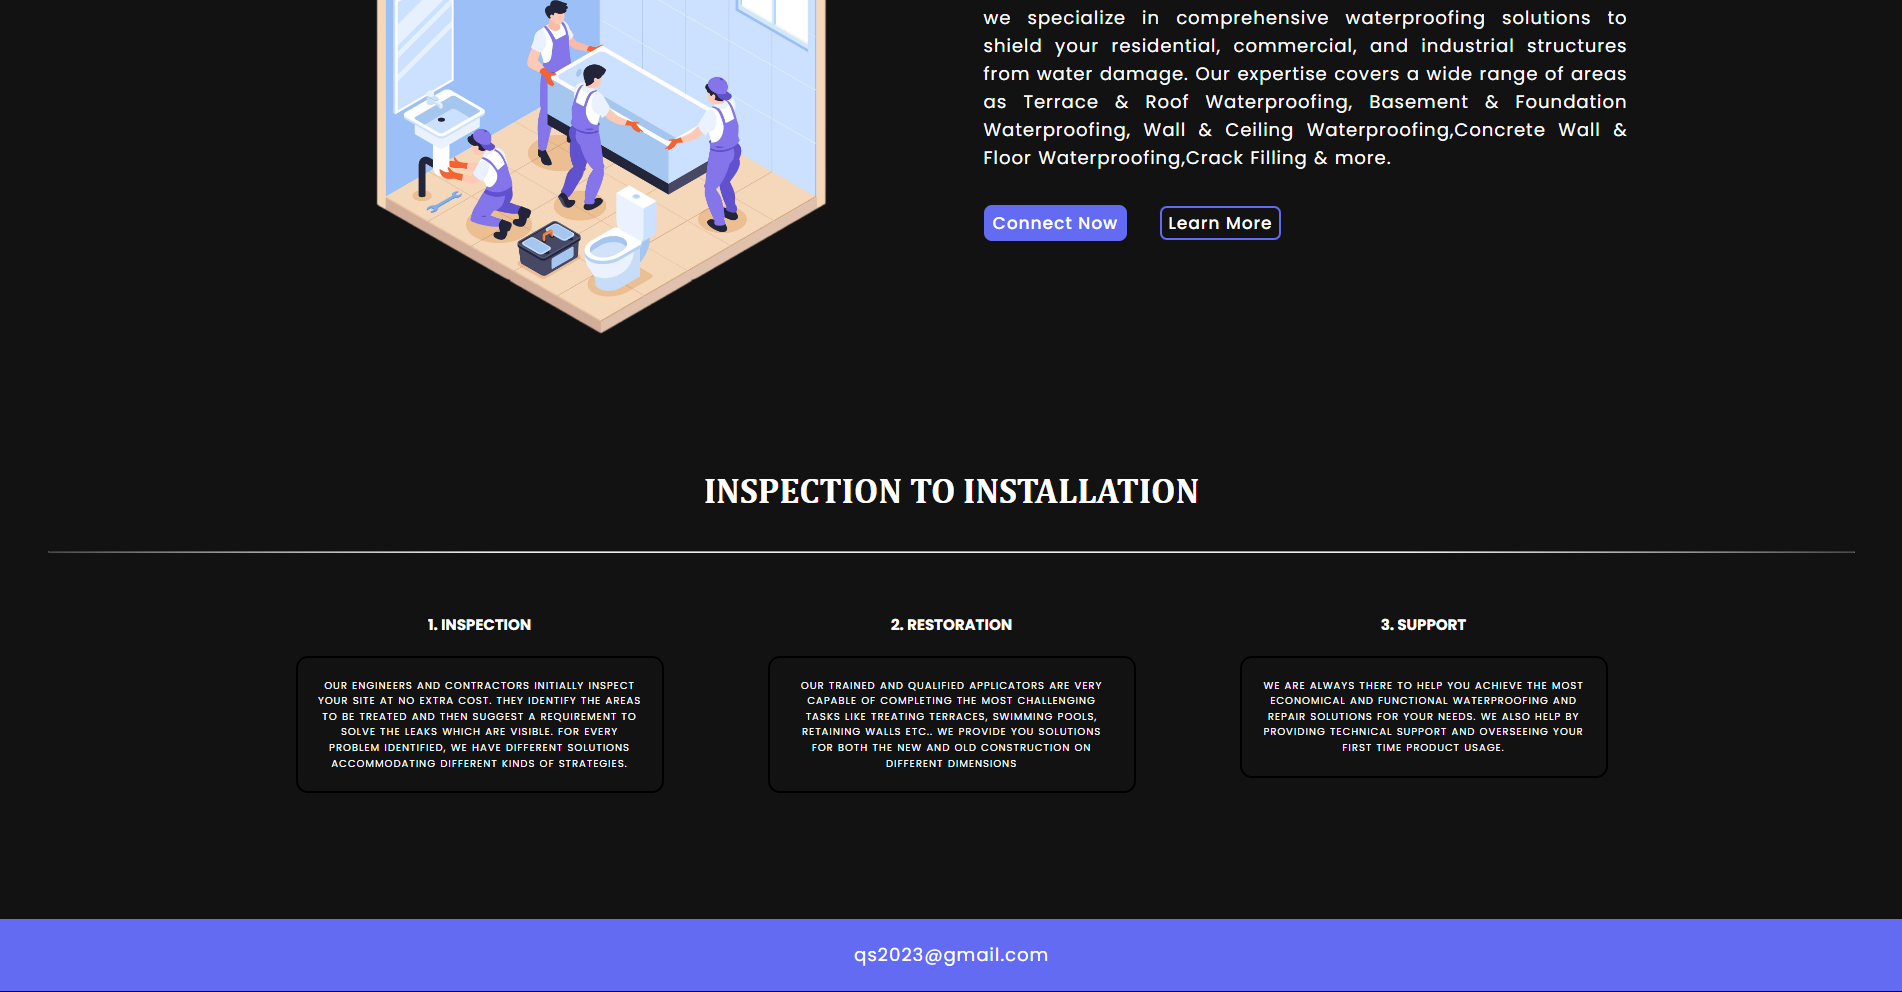 we specialize in comprehensive waterproofing solutions to
shield your residential, commercial, and industrial structures
from water damage. Our expertise covers a wide range of areas
as Terrace & Roof Waterproofing, Basement & Foundation
Waterproofing, Wall & Ceiling Waterproofing,Concrete Wall &
Floor Waterproofing,Crack Filling & more.
Connect Now
Learn More
INSPECTION TO INSTALLATION
1. INSPECTION
OUR ENGINEERS AND CONTRACTORS INITIALLY INSPECT
YOUR SITE AT NO EXTRA COST. THEY IDENTIFY THE AREAS
TO BE TREATED AND THEN SUGGEST A REQUIREMENT TO
SOLVE THE LEAKS WHICH ARE VISIBLE. FOR EVERY
PROBLEM IDENTIFIED, WE HAVE DIFFERENT SOLUTIONS
ACCOMMODATING DIFFERENT KINDS OF STRATEGIES.
2. RESTORATION
OUR TRAINED AND QUALIFIED APPLICATORS ARE VERY
CAPABLE OF COMPLETING THE MOST CHALLENGING
TASKS LIKE TREATING TERRACES, SWIMMING POOLS,
RETAINING WALLS ETC.. WE PROVIDE YOU SOLUTIONS
FOR BOTH THE NEW AND OLD CONSTRUCTION ON
DIFFERENT DIMENSIONS
3. SUPPORT
WE ARE ALWAYS THERE TO HELP YOU ACHIEVE THE MOST
ECONOMICAL AND FUNCTIONAL WATERPROOFING AND
REPAIR SOLUTIONS FOR YOUR NEEDS. WE ALSO HELP BY
PROVIDING TECHNICAL SUPPORT AND OVERSEEING YOUR
FIRST TIME PRODUCT USAGE.
qs2023@gmail.com